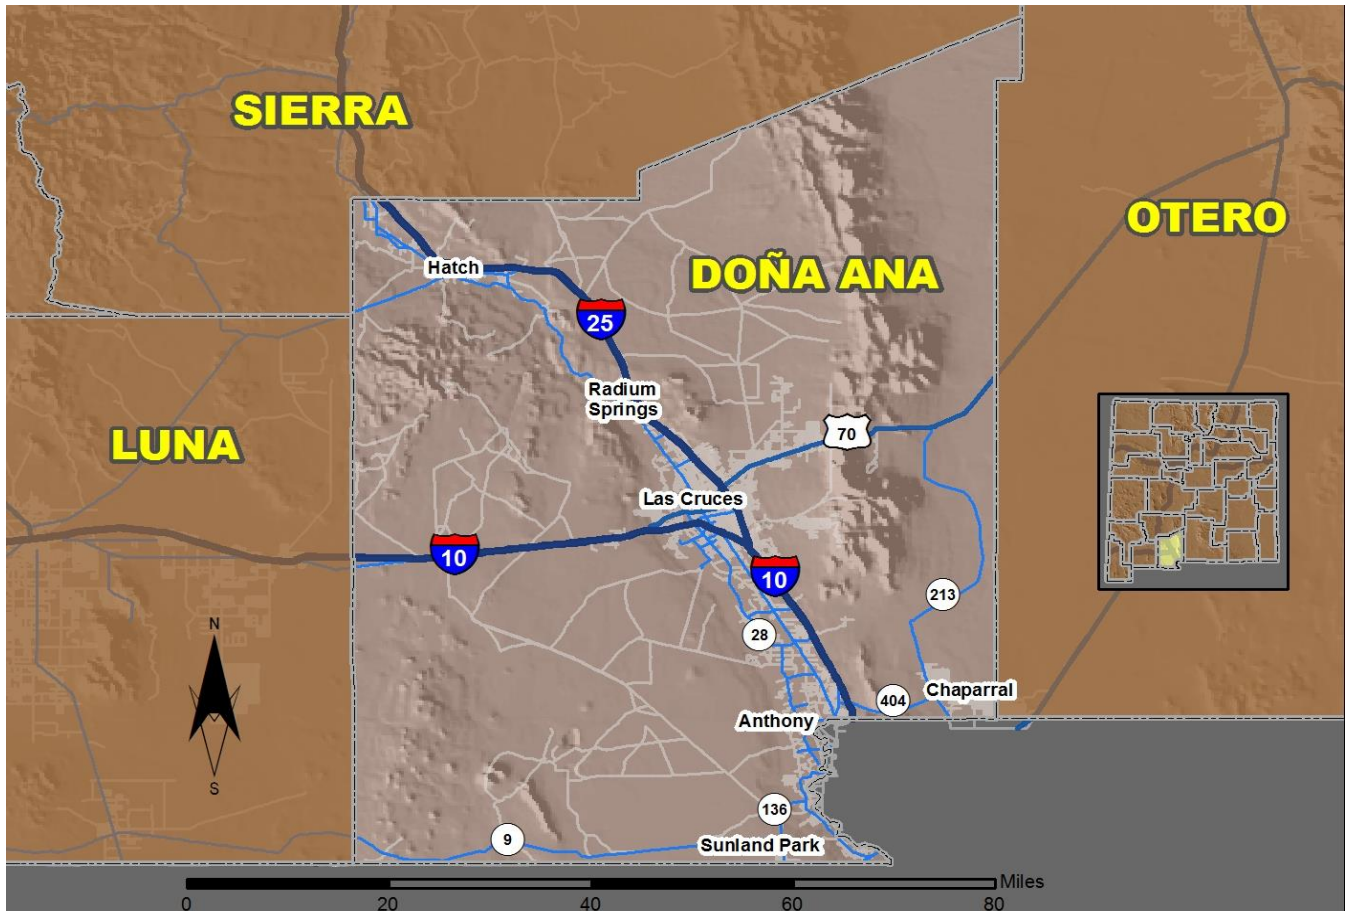 SIERRA
OTERO
DOÑA ANA
Hatch
25
Radium
Springs
70
LUNA
Las Cruces
10
10
213
N
28
Chaparral
404
Anthony
S
136
9
Sunland Park
Miles
0 20 40 60 80